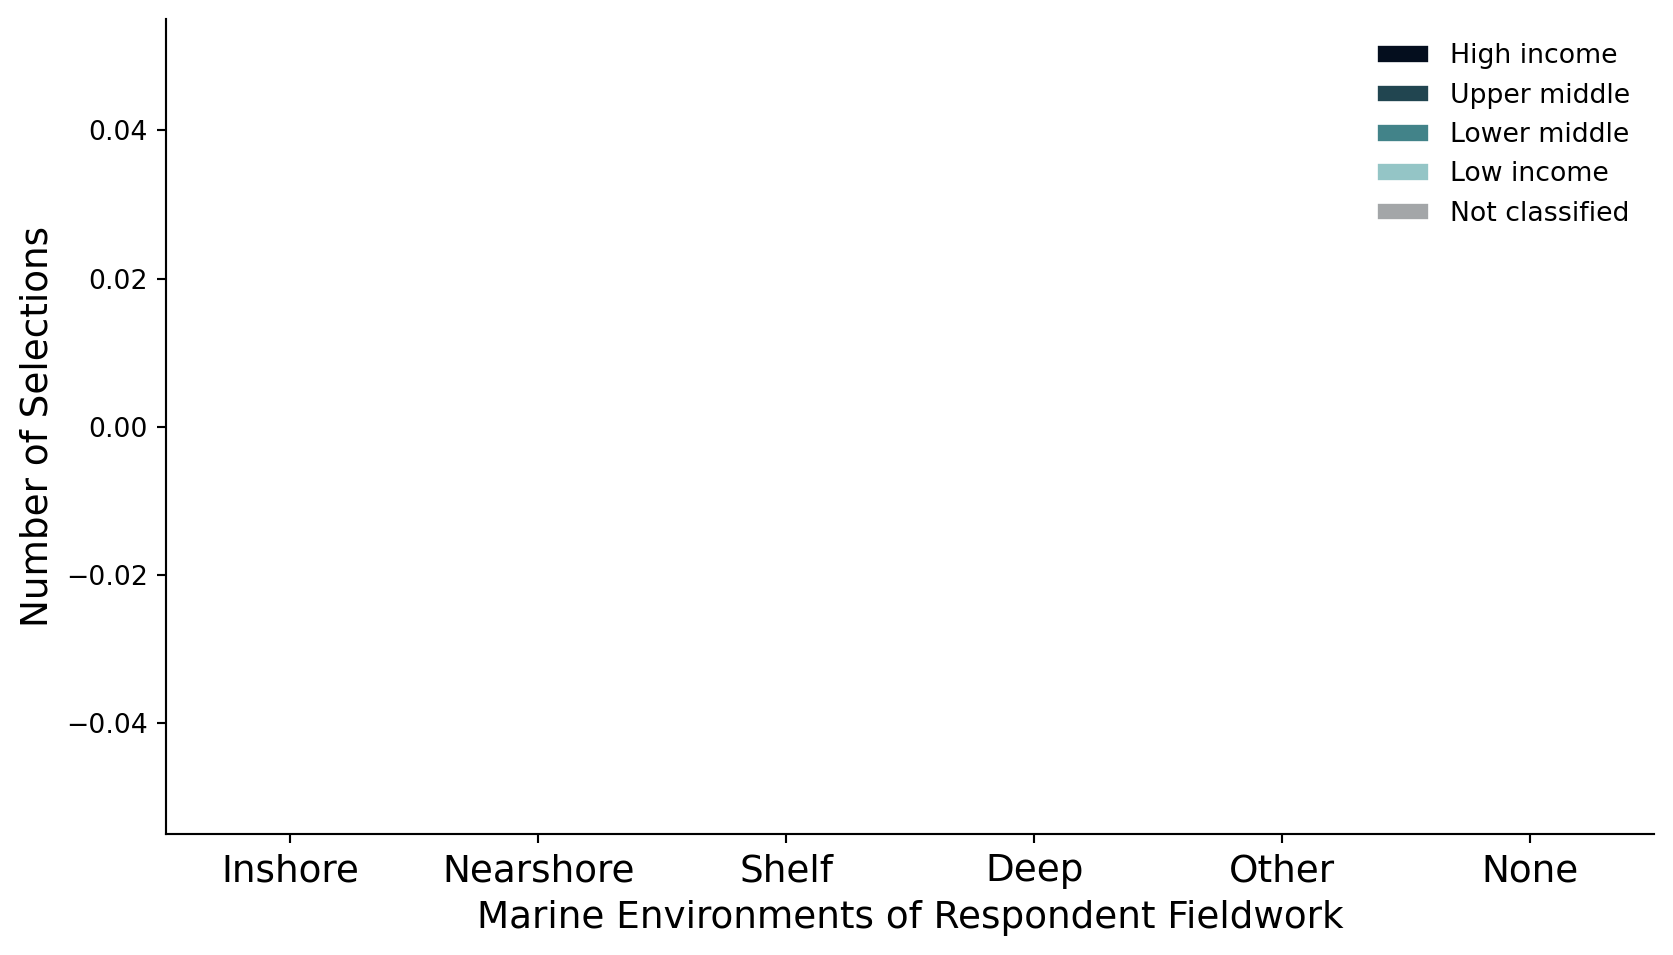 High income
Upper middle
Lower middle
Low income
Not classified
Number of Selections
0.04
0.02
0.00
−0.02
−0.04
Inshore Nearshore Shelf Deep Other None
Marine Environments of Respondent Fieldwork